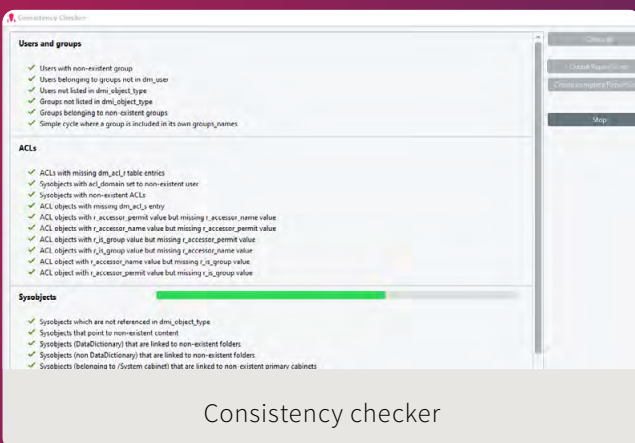 Consistency Checker
Check all
Create RepairScript
Create complete RepairScript
Stop
Users and groups
Users with non-existent group
Users belonging to groups not in dm_user
Users not listed in dmi_object_type
Groups not listed in dmi_object_type
Groups belonging to non-existent groups
Simple cycle where a group is included in its own groups_names
ACLs
ACLs with missing dm_acl_r table entries
Sysobjects with acl_domain set to non-existent user
Sysobjects with non-existent ACLs
ACL objects with missing dm_acl_s entry
ACL objects with r_accessor_permit value but missing r_accessor_name value
ACL objects with r_accessor_name value but missing r_accessor_permit value
ACL objects with r_is_group value but missing r_accessor_permit value
ACL objects with r_is_group value but missing r_accessor_name value
ACL object with r_accessor_name value but missing r_is_group value
ACL object with r_accessor_permit value but missing r_is_group value
Sysobjects
Sysobjects which are not referenced in dmi_object_type
Sysobjects that point to non-existent content
Sysobjects (DataDictionary) that are linked to non-existent folders
Sysobjects (non DataDictionary) that are linked to non-existent folders
Sysobjects (belonging to /System cabinet) that are linked to non-existent primary cabinets
Consistency checker